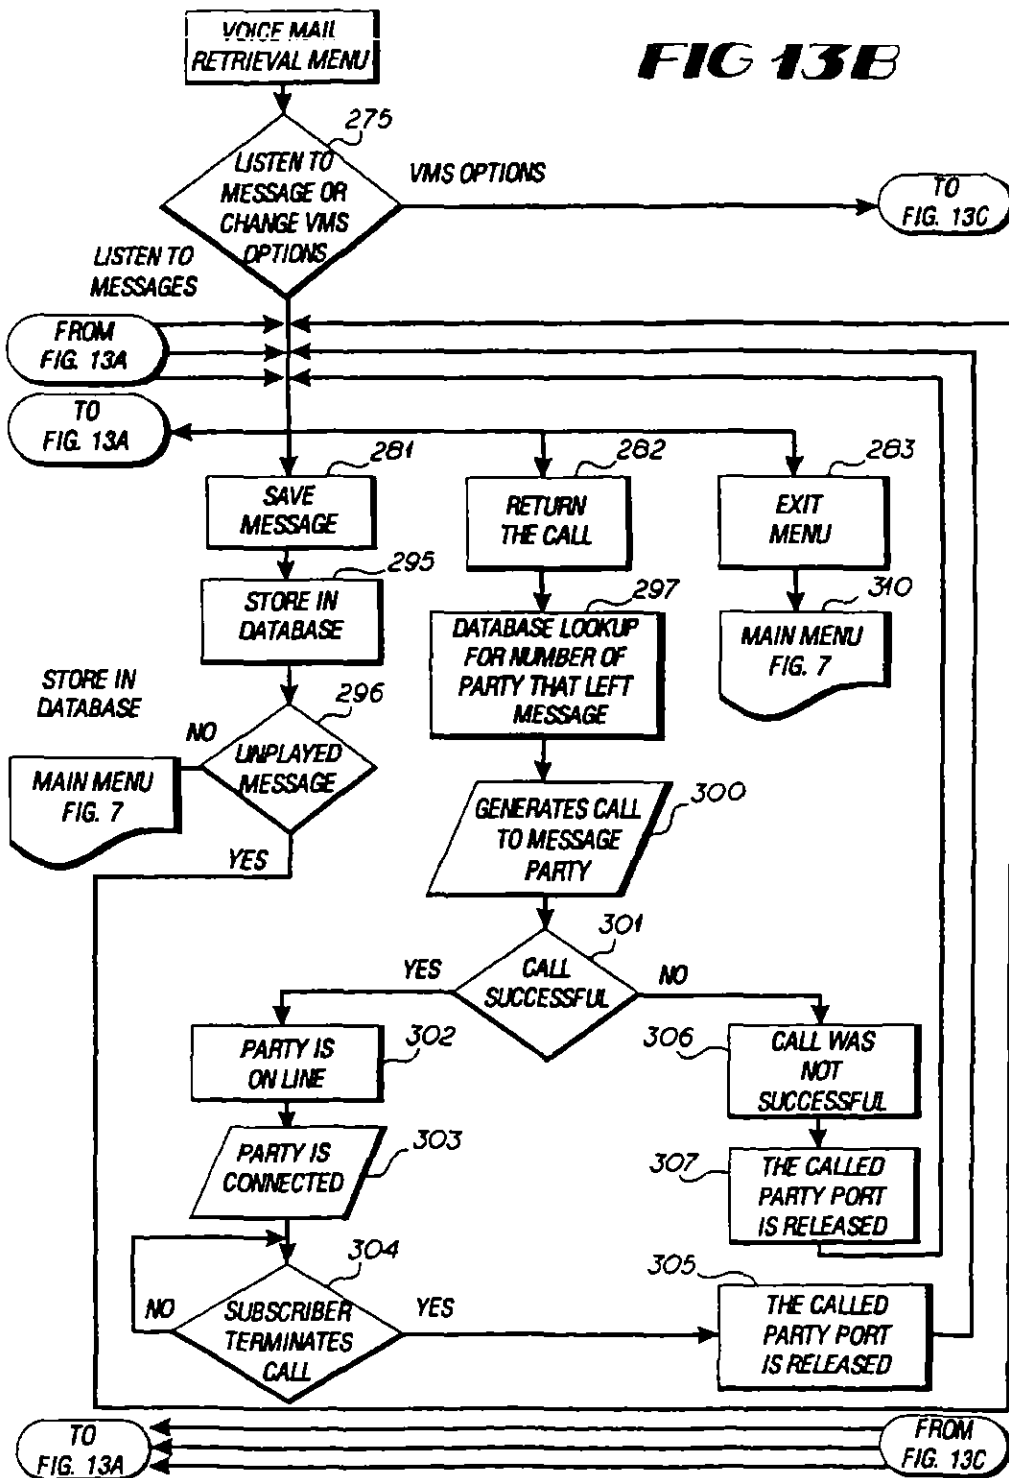 FIG 13B
VOICE MAIL
RETRIEVAL MENU
275
LISTEN TO
MESSAGE OR
CHANGE VMS
OPTIONS
VMS OPTIONS
TO
FIG. 13C
LISTEN TO
MESSAGES
FROM
FIG. 13A
TO
FIG. 13A
281
SAVE
MESSAGE
282
RETURN
THE CALL
283
EXIT
MENU
295
STORE IN
DATABASE
297
DATABASE LOOKUP
FOR NUMBER OF
PARTY THAT LEFT
MESSAGE
310
MAIN MENU
FIG. 7
STORE IN
DATABASE
296
NO
UNPLAYED
MESSAGE
MAIN MENU
FIG. 7
YES
GENERATES CALL
TO MESSAGE
PARTY
300
301
YES
CALL
SUCCESSFUL
NO
PARTY IS
ON LINE
302
306
CALL WAS
NOT
SUCCESSFUL
PARTY IS
CONNECTED
303
307
THE CALLED
PARTY PORT
IS RELEASED
304
NO
SUBSCRIBER
TERMINATES
CALL
YES
305
THE CALLED
PARTY PORT
IS RELEASED
TO
FIG. 13A
FROM
FIG. 13C